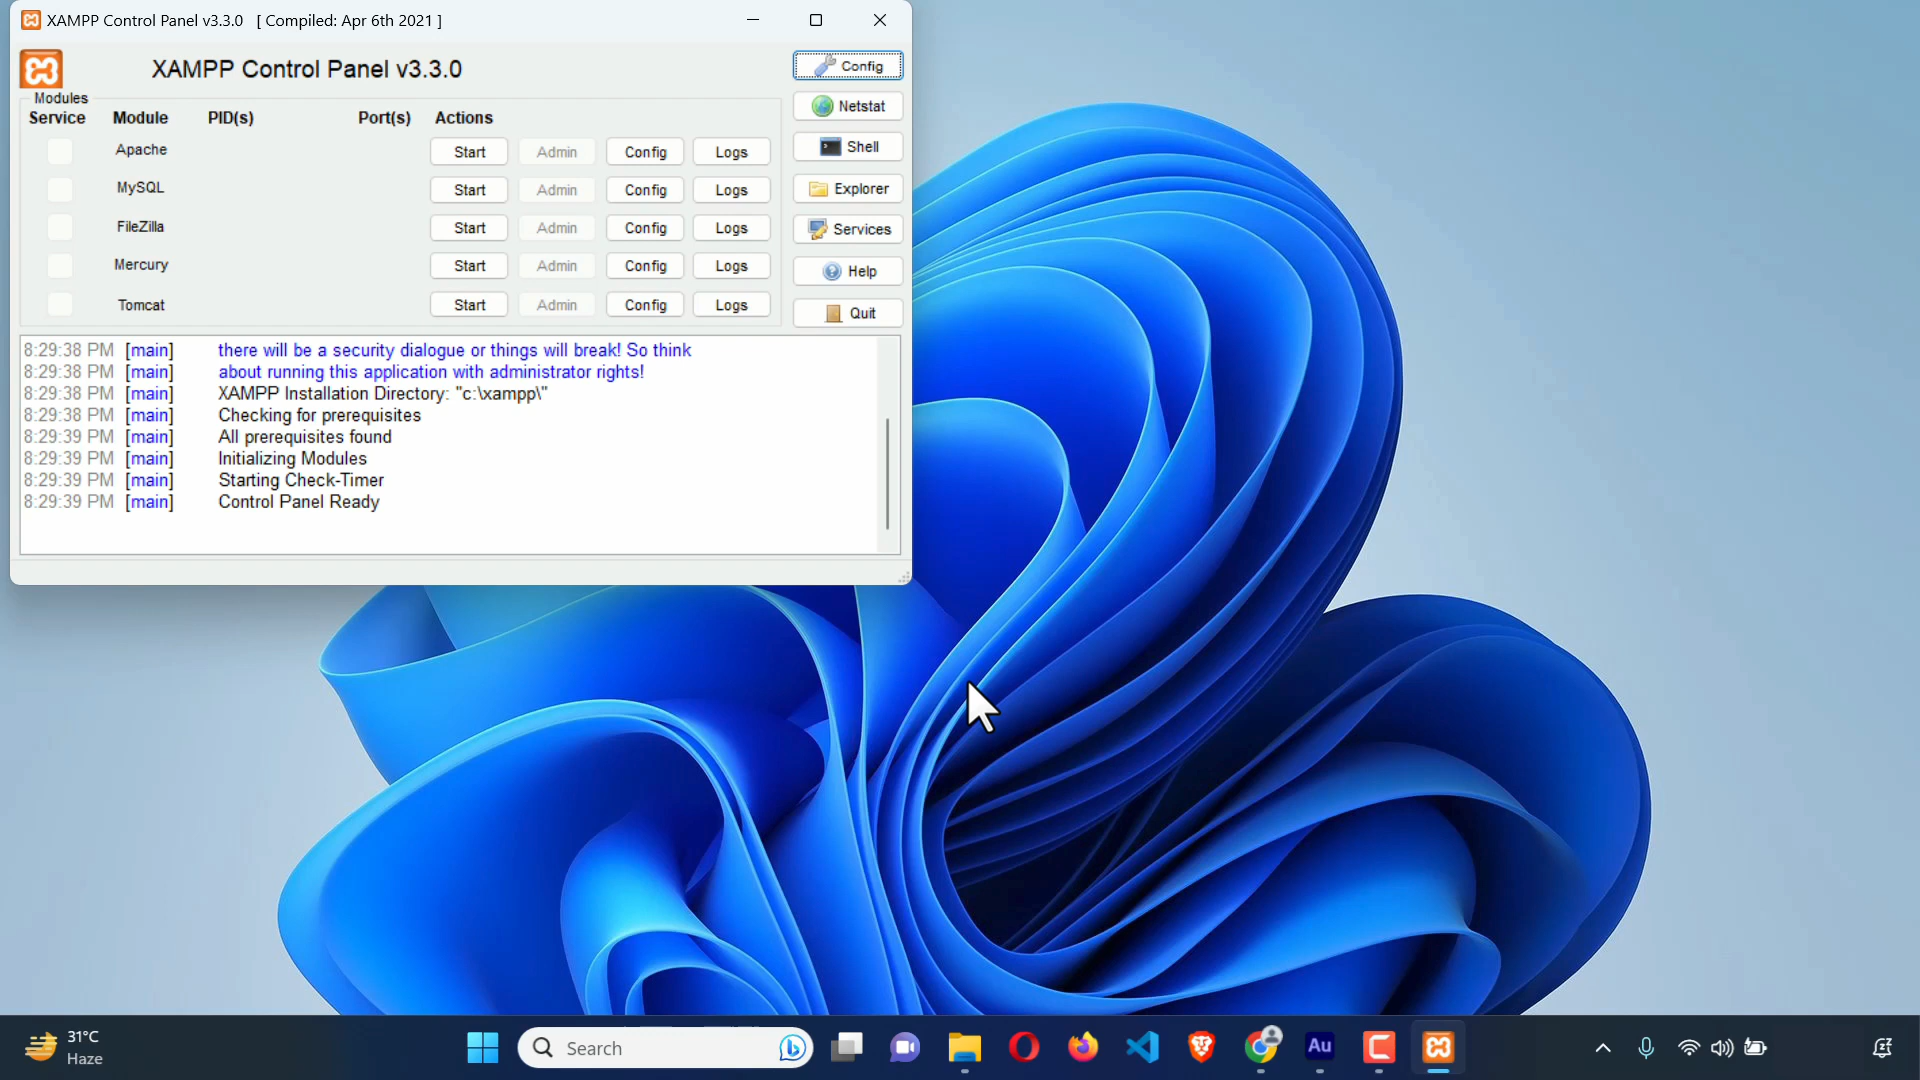 XAMPP Control Panel v3.3.0 [ Compiled: Apr 6th 2021 ]
XAMPP Control Panel v3.3.0
Config
Modules
Service Module PID(s) Port(s) Actions
Netstat
Apache Start Admin Config Logs
Shell
MySQL Start Admin Config Logs
Explorer
FileZilla Start Admin Config Logs
Services
Mercury Start Admin Config Logs
Help
Tomcat Start Admin Config Logs
Quit
8:29:38 PM [main] there will be a security dialogue or things will break! So think
8:29:38 PM [main] about running this application with administrator rights!
8:29:38 PM [main] XAMPP Installation Directory: "c:\xampp\"
8:29:38 PM [main] Checking for prerequisites
8:29:39 PM [main] All prerequisites found
8:29:39 PM [main] Initializing Modules
8:29:39 PM [main] Starting Check-Timer
8:29:39 PM [main] Control Panel Ready
31°C
Haze
Search
Au